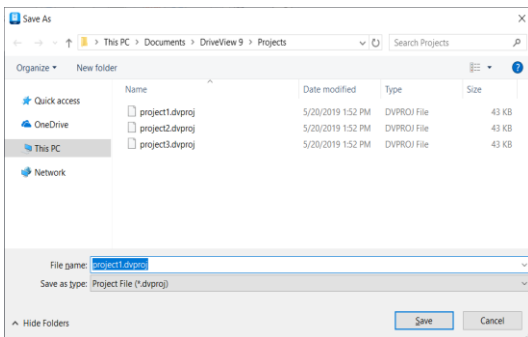 Save As
This PC > Documents > DriveView 9 > Projects
Search Projects
Organize
New folder
Name Date modified Type Size
Quick access
OneDrive
This PC
Network
project1.dvproj 5/20/2019 1:52 PM DVPROJ File 43 KB
project2.dvproj 5/20/2019 1:52 PM DVPROJ File 43 KB
project3.dvproj 5/20/2019 1:52 PM DVPROJ File 43 KB
File name: project1.dvproj
Save as type: Project File (*.dvproj)
Hide Folders
Save
Cancel